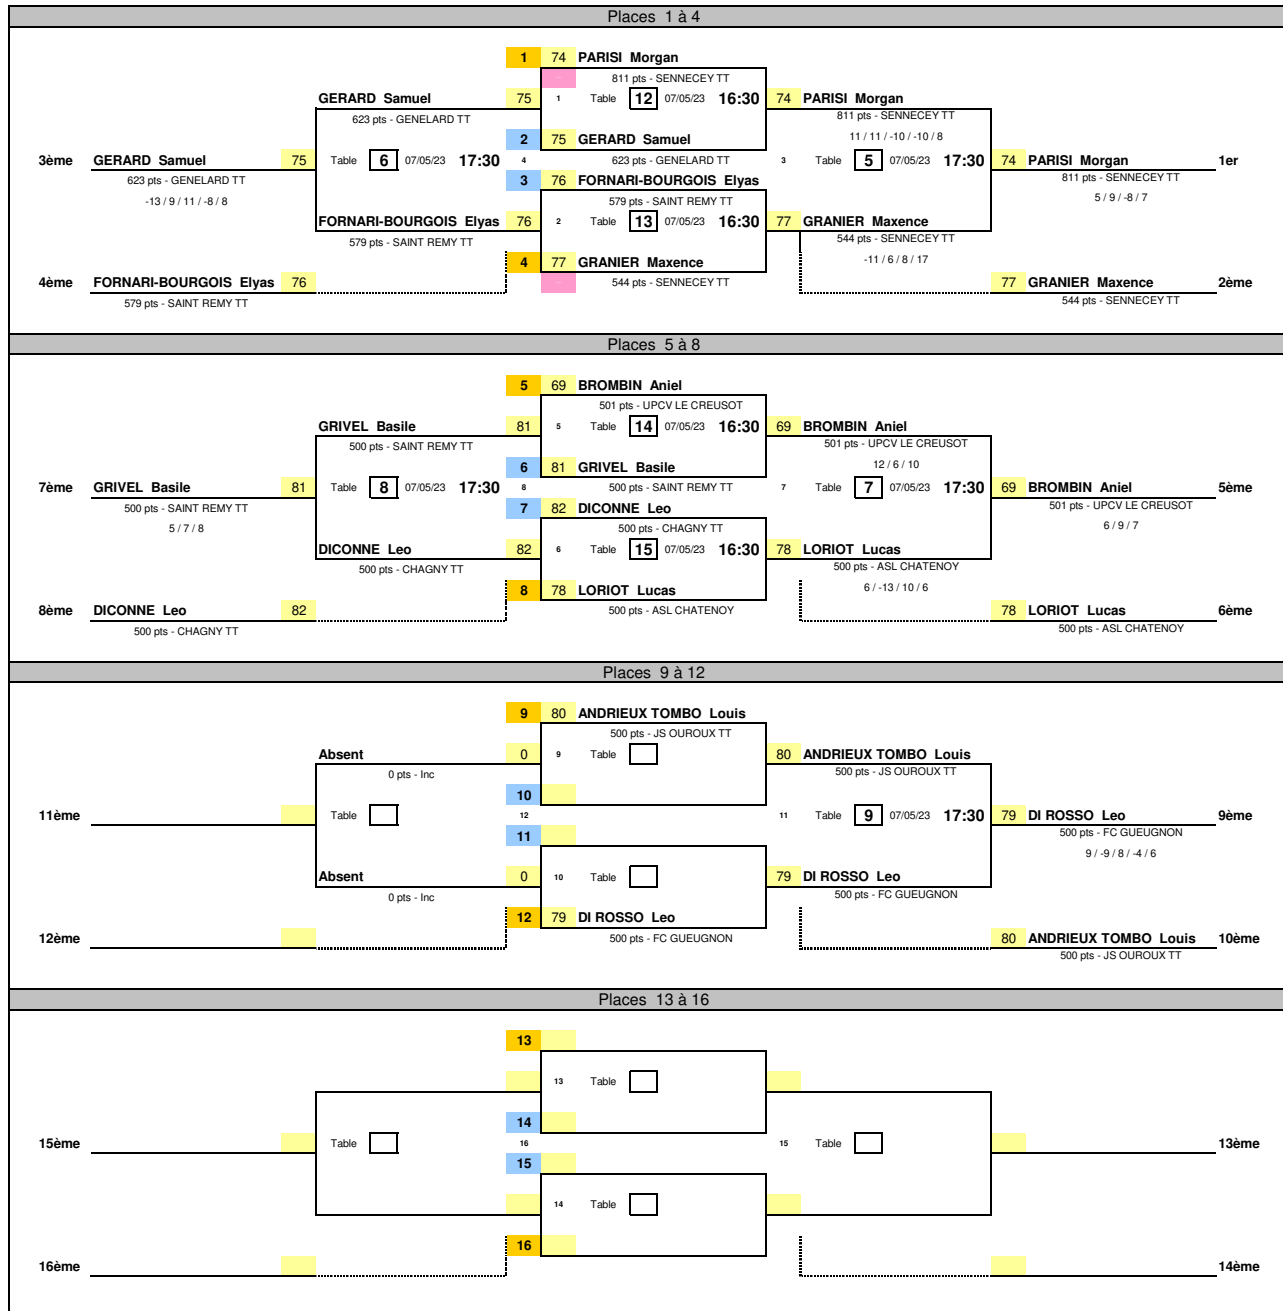 Places 1 à 4
1 74 PARISI Morgan
811 pts - SENNECEY TT
GERARD Samuel 75 1 Table 12 07/05/23 16:30 74 PARISI Morgan
623 pts - GENELARD TT 811 pts - SENNECEY TT
2 75 GERARD Samuel 11 / 11 / -10 / -10 / 8
3ème GERARD Samuel 75 Table 6 07/05/23 17:30 4 623 pts - GENELARD TT 3 Table 5 07/05/23 17:30 74 PARISI Morgan 1er
623 pts - GENELARD TT 3 76 FORNARI-BOURGOIS Elyas 811 pts - SENNECEY TT
-13 / 9 / 11 / -8 / 8 579 pts - SAINT REMY TT 5 / 9 / -8 / 7
FORNARI-BOURGOIS Elyas 76 2 Table 13 07/05/23 16:30 77 GRANIER Maxence
579 pts - SAINT REMY TT 544 pts - SENNECEY TT
4 77 GRANIER Maxence -11 / 6 / 8 / 17
4ème FORNARI-BOURGOIS Elyas 76 544 pts - SENNECEY TT 77 GRANIER Maxence 2ème
579 pts - SAINT REMY TT 544 pts - SENNECEY TT
Places 5 à 8
5 69 BROMBIN Aniel
501 pts - UPCV LE CREUSOT
GRIVEL Basile 81 5 Table 14 07/05/23 16:30 69 BROMBIN Aniel
500 pts - SAINT REMY TT 501 pts - UPCV LE CREUSOT
6 81 GRIVEL Basile 12 / 6 / 10
7ème GRIVEL Basile 81 Table 8 07/05/23 17:30 8 500 pts - SAINT REMY TT 7 Table 7 07/05/23 17:30 69 BROMBIN Aniel 5ème
500 pts - SAINT REMY TT 7 82 DICONNE Leo 501 pts - UPCV LE CREUSOT
5 / 7 / 8 500 pts - CHAGNY TT 6 / 9 / 7
DICONNE Leo 82 6 Table 15 07/05/23 16:30 78 LORIOT Lucas
500 pts - CHAGNY TT 500 pts - ASL CHATENOY
8 78 LORIOT Lucas 6 / -13 / 10 / 6
8ème DICONNE Leo 82 500 pts - ASL CHATENOY 78 LORIOT Lucas 6ème
500 pts - CHAGNY TT 500 pts - ASL CHATENOY
Places 9 à 12
9 80 ANDRIEUX TOMBO Louis
500 pts - JS OUROUX TT
Absent 0 9 Table 80 ANDRIEUX TOMBO Louis
0 pts - Inc 500 pts - JS OUROUX TT
10
11ème Table 12 11 Table 9 07/05/23 17:30 79 DI ROSSO Leo 9ème
11 500 pts - FC GUEUGNON
9 / -9 / 8 / -4 / 6
Absent 0 10 Table 79 DI ROSSO Leo
0 pts - Inc 500 pts - FC GUEUGNON
12 79 DI ROSSO Leo
12ème 500 pts - FC GUEUGNON 80 ANDRIEUX TOMBO Louis 10ème
500 pts - JS OUROUX TT
Places 13 à 16
13
13 Table
14
15ème Table 16 15 Table 13ème
15
14 Table
16
16ème 14ème